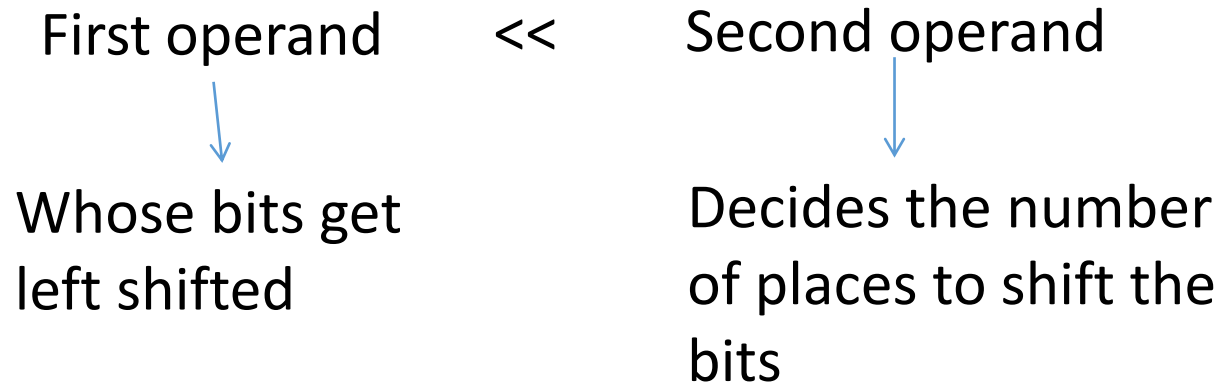 First operand << Second operand
Whose bits get
left shifted
Decides the number
of places to shift the
bits